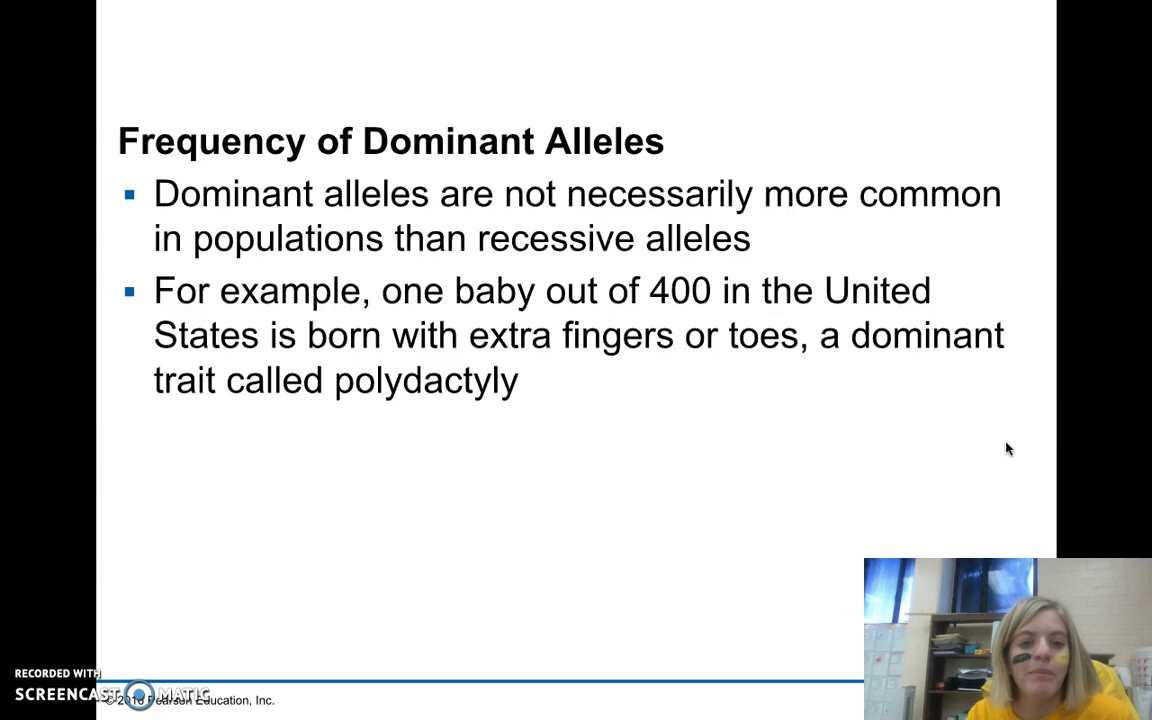 Frequency of Dominant Alleles
▪ Dominant alleles are not necessarily more common
in populations than recessive alleles
▪ For example, one baby out of 400 in the United
States is born with extra fingers or toes, a dominant
trait called polydactyly
RECORDED WITH
SCREENCAST MATIC
Pearson Education, Inc.